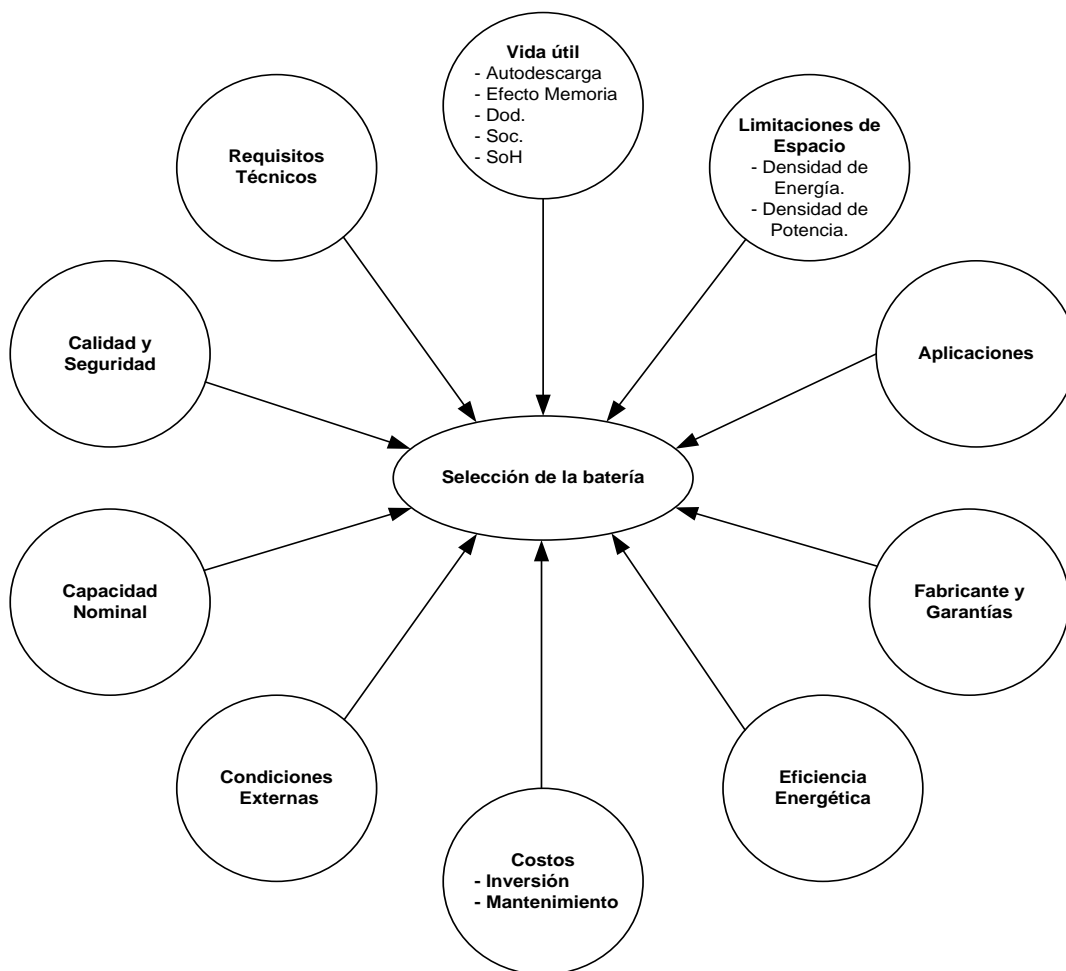 Vida útil
- Autodescarga
- Efecto Memoria
- Dod.
- Soc.
- SoH
Limitaciones de
Espacio
- Densidad de
Energía.
- Densidad de
Potencia.
Requisitos
Técnicos
Calidad y
Seguridad
Aplicaciones
Selección de la batería
Capacidad
Nominal
Fabricante y
Garantías
Condiciones
Externas
Eficiencia
Energética
Costos
- Inversión
- Mantenimiento